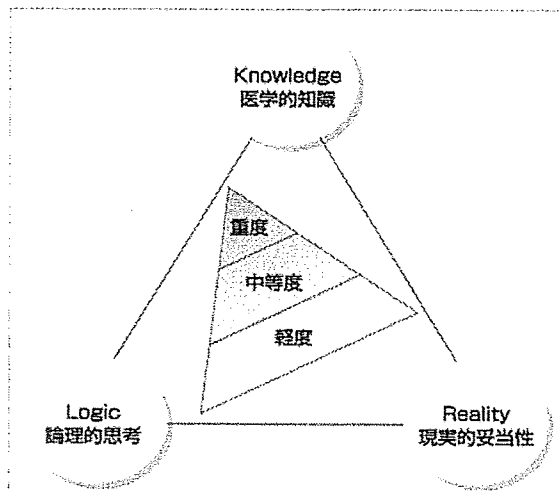 Knowledge
医学的知識
重度
中等度
軽度
Logic
論理的思考
Reality
現実的妥当性